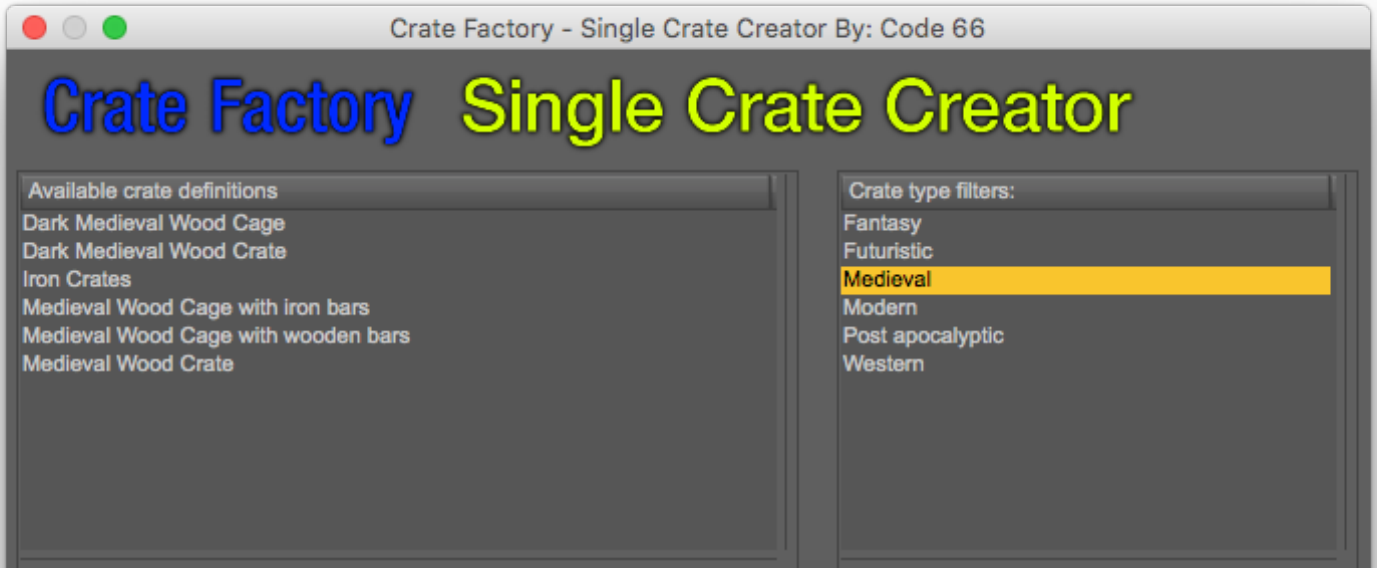 Crate Factory - Single Crate Creator By: Code 66
Crate Factory Single Crate Creator
Available crate definitions
Dark Medieval Wood Cage
Dark Medieval Wood Crate
Iron Crates
Medieval Wood Cage with iron bars
Medieval Wood Cage with wooden bars
Medieval Wood Crate
Crate type filters:
Fantasy
Futuristic
Medieval
Modern
Post apocalyptic
Western